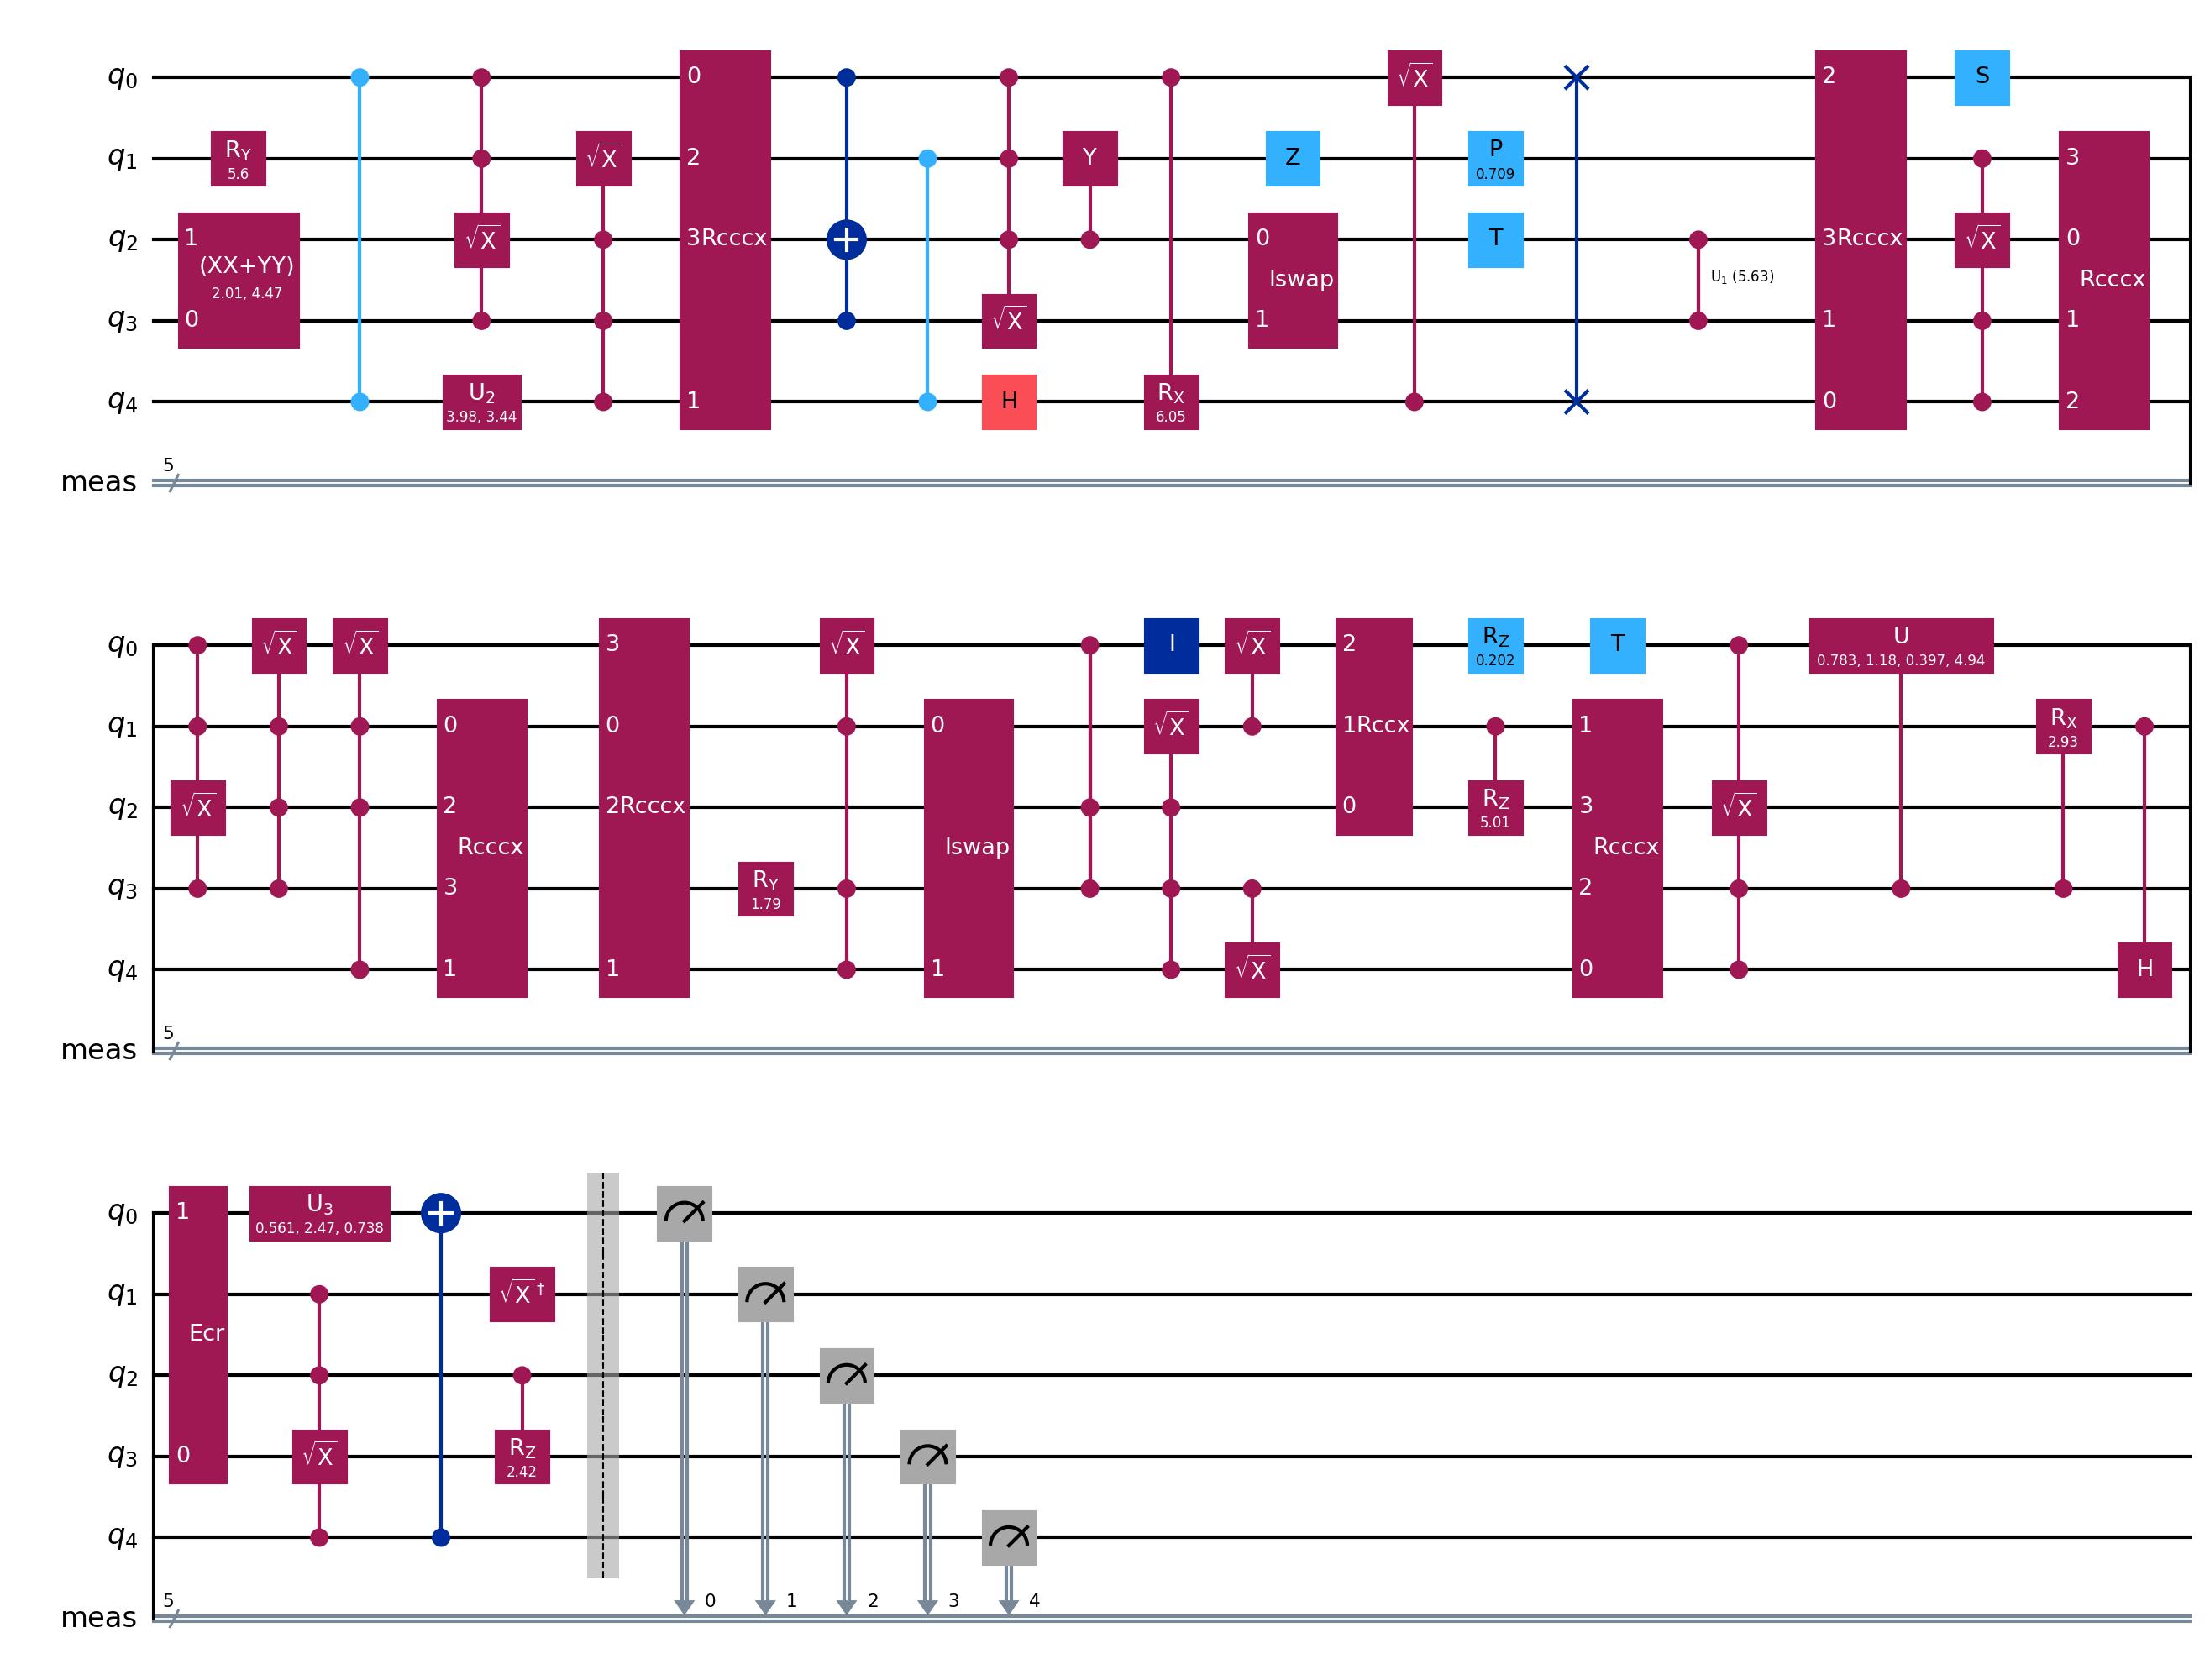 q0 0 √X 2 S
q1 RY 5.6 √X 2 Y Z P 0.709 3
q2 1 √X 3Rcccx 0 T 3Rcccx √X 0
(XX+YY) 2.01, 4.47 Iswap U1 (5.63) Rcccx
q3 0 √X 1 1 1
q4 U2 3.98, 3.44 1 H RX 6.05 0 2
meas 5
q0 √X √X 3 √X I √X 2 RZ 0.202 T U 0.783, 1.18, 0.397, 4.94
q1 0 0 0 √X 1Rccx 1 RX 2.93
q2 √X 2 2Rcccx 0 RZ 5.01 3 √X
Rcccx Iswap Rcccx
q3 3 RY 1.79 2
q4 1 1 1 √X 0 H
meas 5
q0 1 U3 0.561, 2.47, 0.738
q1 √X†
Ecr
q2
q3 0 √X RZ 2.42
q4
meas 5 0 1 2 3 4